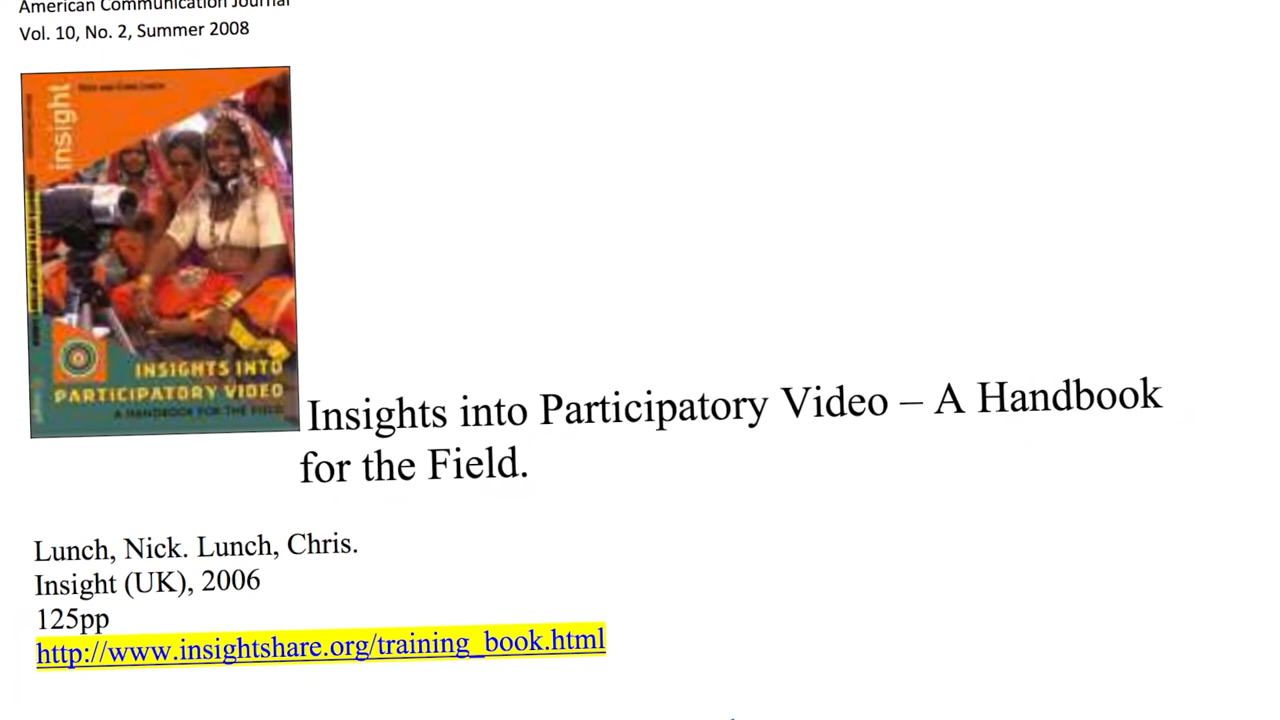 American Communication Journal
Vol. 10, No. 2, Summer 2008
insight
INSIGHTS INTO
PARTICIPATORY VIDEO
A HANDBOOK FOR THE FIELD
Insights into Participatory Video – A Handbook
for the Field.
Lunch, Nick. Lunch, Chris.
Insight (UK), 2006
125pp
http://www.insightshare.org/training_book.html